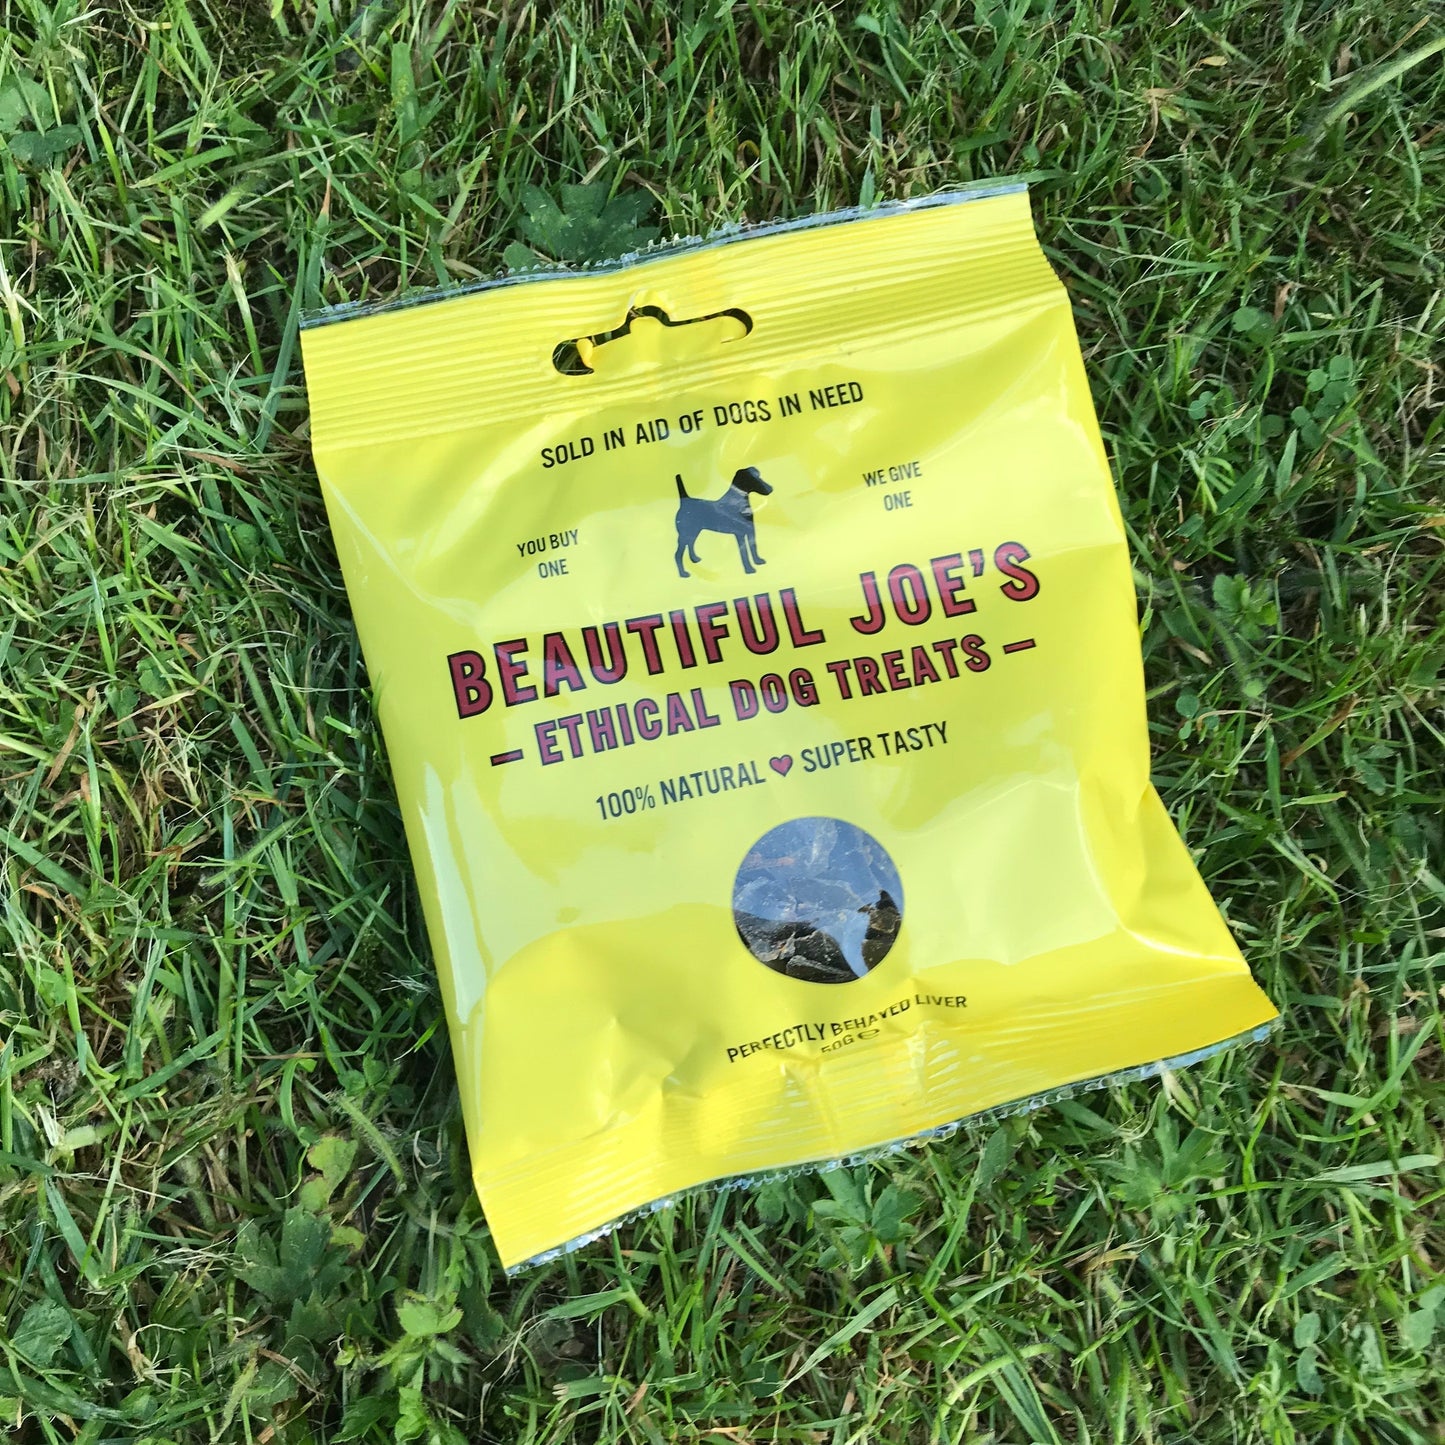 SOLD IN AID OF DOGS IN NEED
YOU BUY
ONE
WE GIVE
ONE
BEAUTIFUL JOE'S
– ETHICAL DOG TREATS –
100% NATURAL ♥ SUPER TASTY
PERFECTLY BEHAVED LIVER
50G ℮